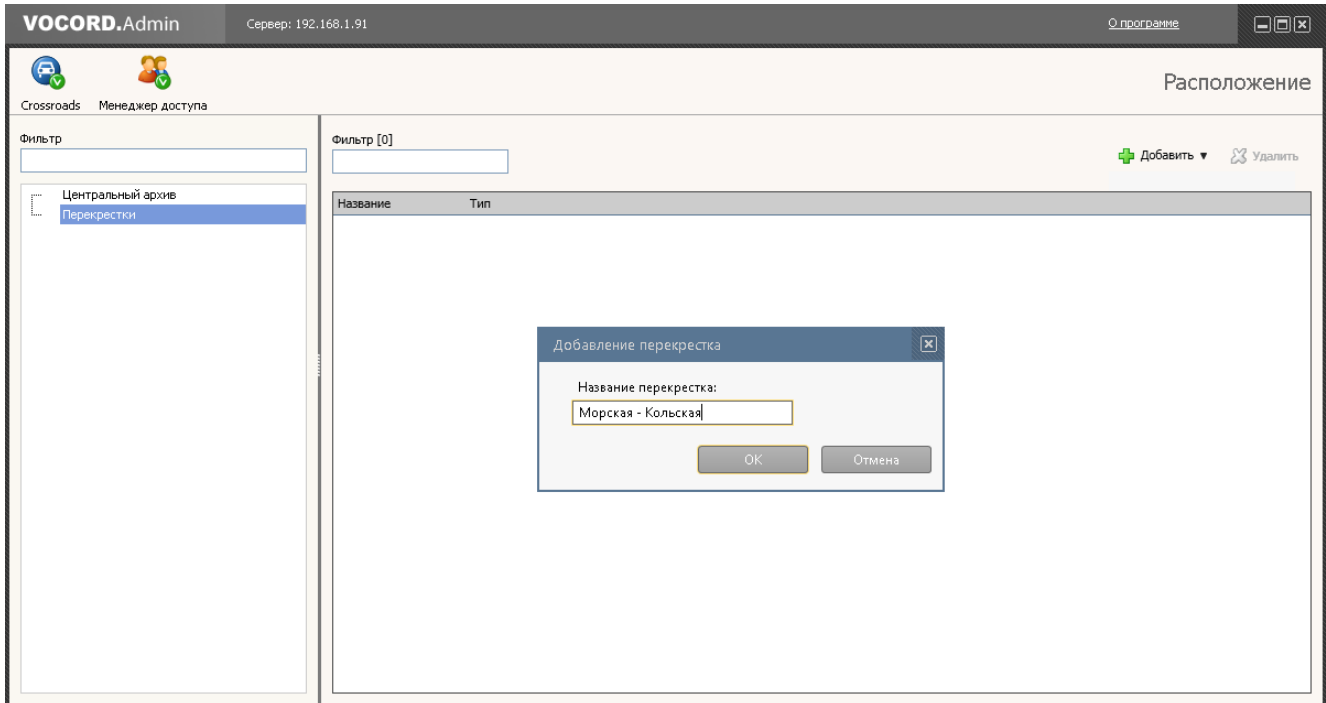 VOCORD.Admin Сервер: 192.168.1.91 О программе
Crossroads Менеджер доступа Расположение
Фильтр
Центральный архив
Перекрестки
Фильтр [0]
Добавить ▼ Удалить
Название Тип
Добавление перекрестка
Название перекрестка:
Морская - Кольская
OK Отмена